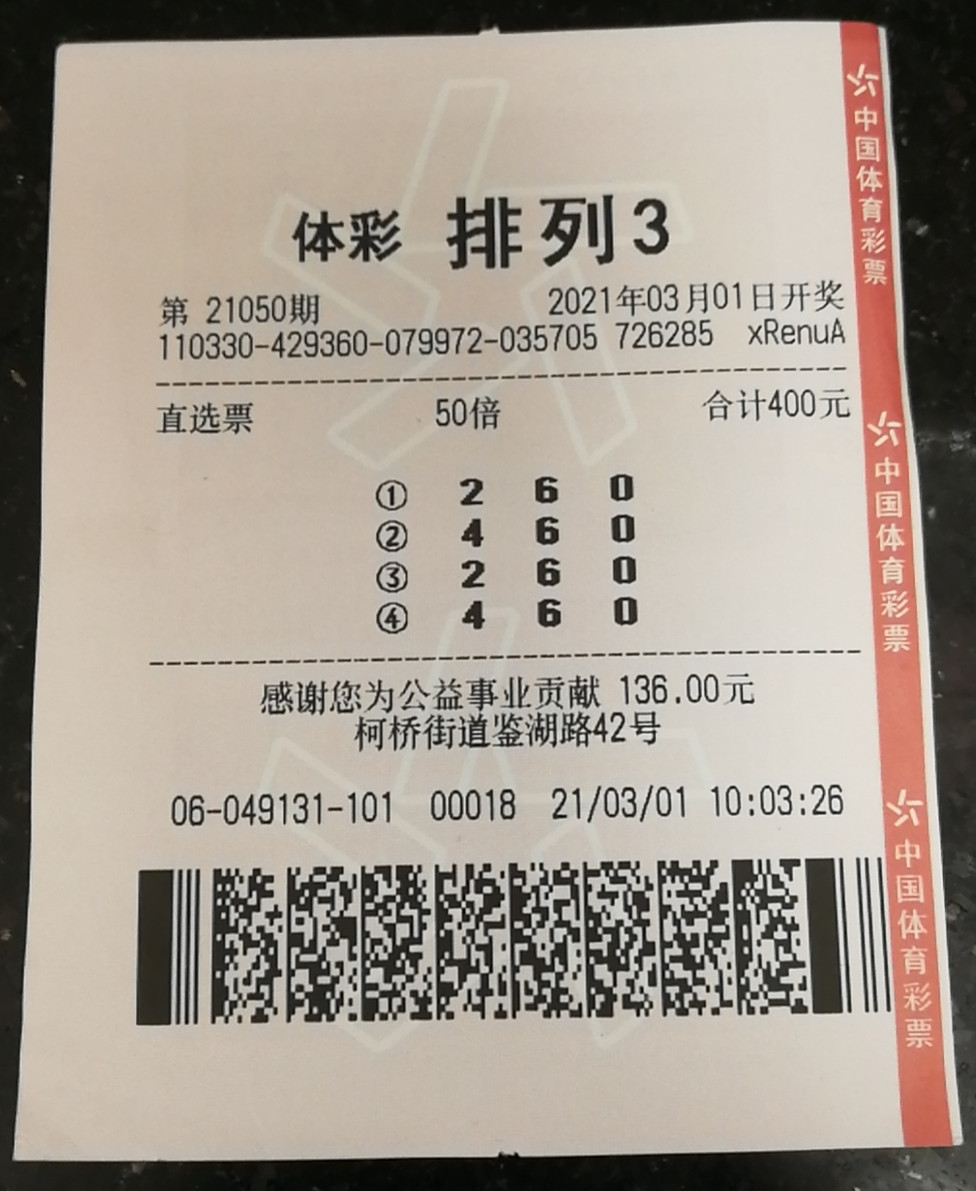 体彩 排列3
第 21050期 2021年03月01日开奖
110330-429360-079972-035705 726285 xRenuA
直选票 50倍 合计400元
① 2 6 0
② 4 6 0
③ 2 6 0
④ 4 6 0
感谢您为公益事业贡献 136.00元
柯桥街道鉴湖路42号
06-049131-101 00018 21/03/01 10:03:26
中国体育彩票
中国体育彩票
中国体育彩票